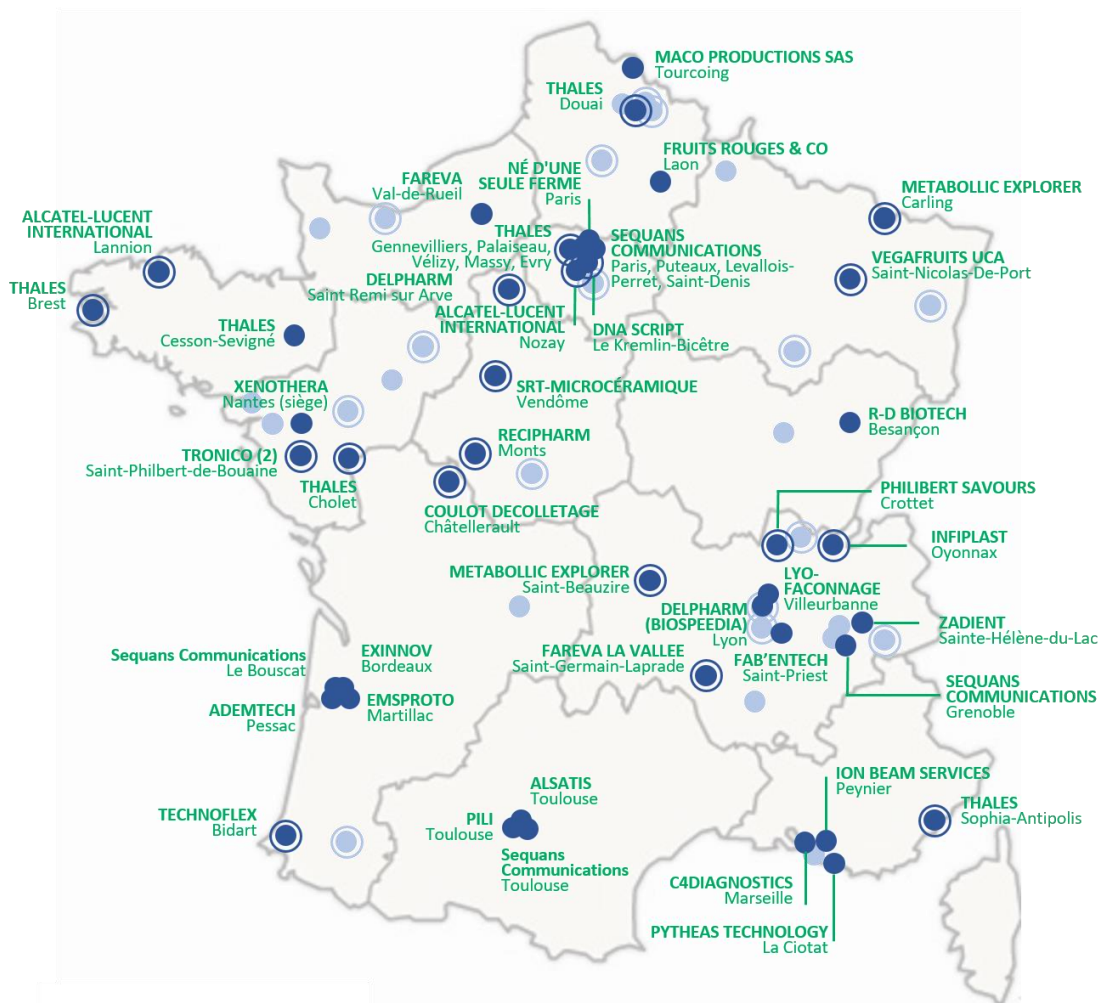 MACO PRODUCTIONS SAS
Tourcoing
THALES
Douai
FRUITS ROUGES & CO
Laon
NÉ D'UNE
SEULE FERME
Paris
FAREVA
Val-de-Rueil
METABOLLIC EXPLORER
Carling
ALCATEL-LUCENT
INTERNATIONAL
Lannion
THALES
Gennevilliers, Palaiseau,
Vélizy, Massy, Evry
SEQUANS
COMMUNICATIONS
Paris, Puteaux, Levallois-
Perret, Saint-Denis
VEGAFRUITS UCA
Saint-Nicolas-De-Port
DELPHARM
Saint Remi sur Arve
THALES
Brest
ALCATEL-LUCENT
INTERNATIONAL
Nozay
DNA SCRIPT
Le Kremlin-Bicêtre
THALES
Cesson-Sevigné
XENOTHERA
Nantes (siège)
SRT-MICROCÉRAMIQUE
Vendôme
R-D BIOTECH
Besançon
RECIPHARM
Monts
TRONICO (2)
Saint-Philbert-de-Bouaine
THALES
Cholet
COULOT DECOLLETAGE
Châtellerault
PHILIBERT SAVOURS
Crottet
INFIPLAST
Oyonnax
METABOLLIC EXPLORER
Saint-Beauzire
LYO-
FACONNAGE
Villeurbanne
DELPHARM
(BIOSPEEDIA)
Lyon
ZADIENT
Sainte-Hélène-du-Lac
FAREVA LA VALLEE
Saint-Germain-Laprade
FAB'ENTECH
Saint-Priest
SEQUANS
COMMUNICATIONS
Grenoble
Sequans Communications
Le Bouscat
EXINNOV
Bordeaux
ADEMTECH
Pessac
EMSPROTO
Martillac
ION BEAM SERVICES
Peynier
THALES
Sophia-Antipolis
TECHNOFLEX
Bidart
ALSATIS
Toulouse
PILI
Toulouse
Sequans
Communications
Toulouse
C4DIAGNOSTICS
Marseille
PYTHEAS TECHNOLOGY
La Ciotat